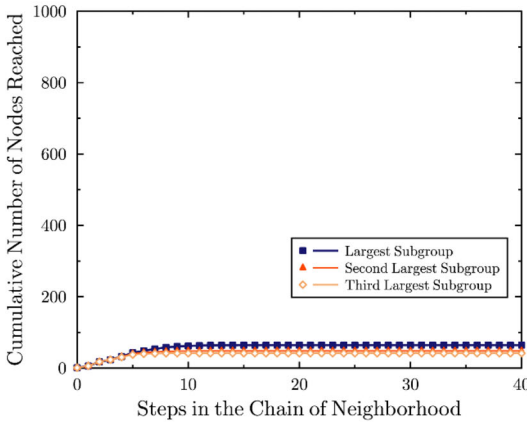 Cumulative Number of Nodes Reached
1000
800
600
400
200
0
Largest Subgroup
Second Largest Subgroup
Third Largest Subgroup
0 10 20 30 40
Steps in the Chain of Neighborhood